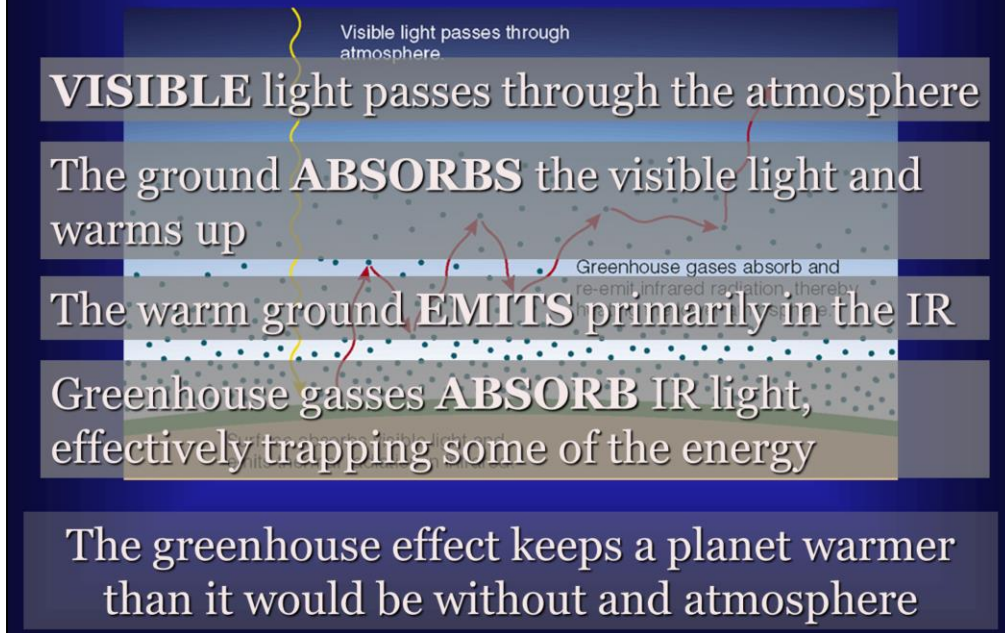 Visible light passes through
atmosphere.
VISIBLE light passes through the atmosphere
The ground ABSORBS the visible light and
warms up
Greenhouse gases absorb and
re-emit infrared radiation, thereby
The warm ground EMITS primarily in the IR
Greenhouse gasses ABSORB IR light,
effectively trapping some of the energy
The greenhouse effect keeps a planet warmer
than it would be without and atmosphere